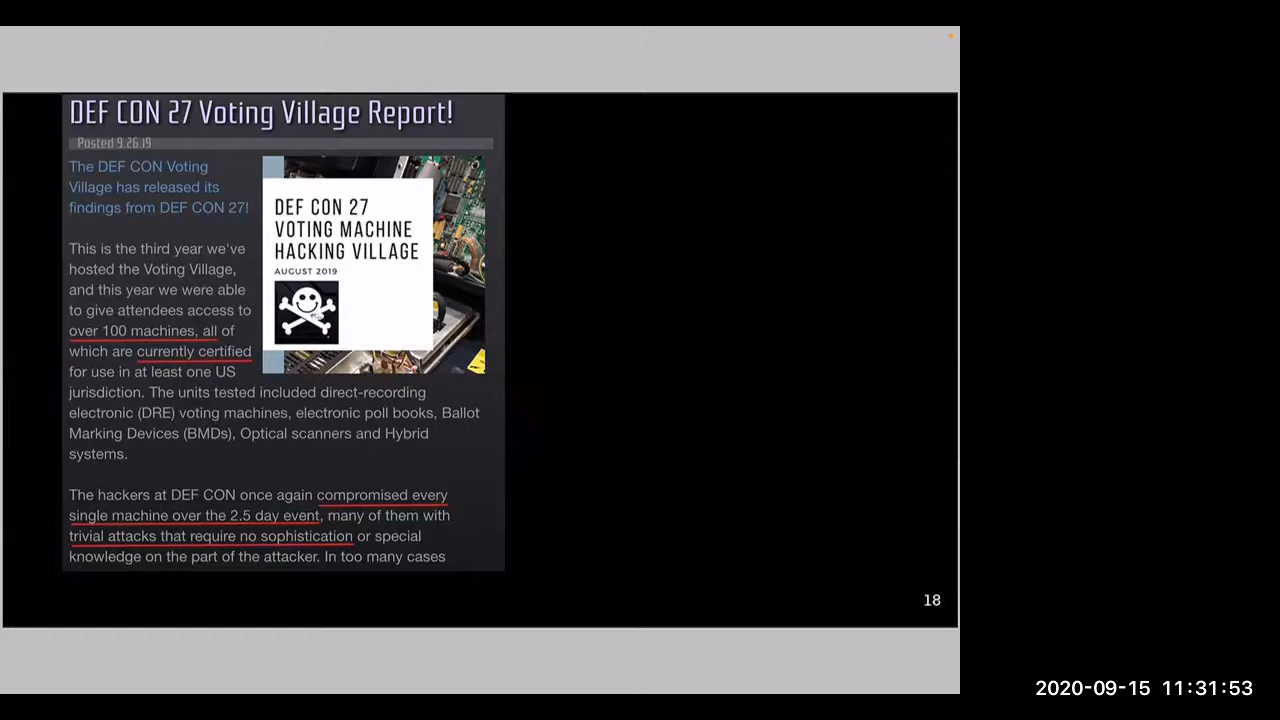 DEF CON 27 Voting Village Report!
Posted 9.26.19
The DEF CON Voting
Village has released its
findings from DEF CON 27!
This is the third year we've
hosted the Voting Village,
and this year we were able
to give attendees access to
over 100 machines, all of
which are currently certified
for use in at least one US
jurisdiction. The units tested included direct-recording
electronic (DRE) voting machines, electronic poll books, Ballot
Marking Devices (BMDs), Optical scanners and Hybrid
systems.
The hackers at DEF CON once again compromised every
single machine over the 2.5 day event, many of them with
trivial attacks that require no sophistication or special
knowledge on the part of the attacker. In too many cases
DEF CON 27
VOTING MACHINE
HACKING VILLAGE
AUGUST 2019
18
2020-09-15 11:31:53